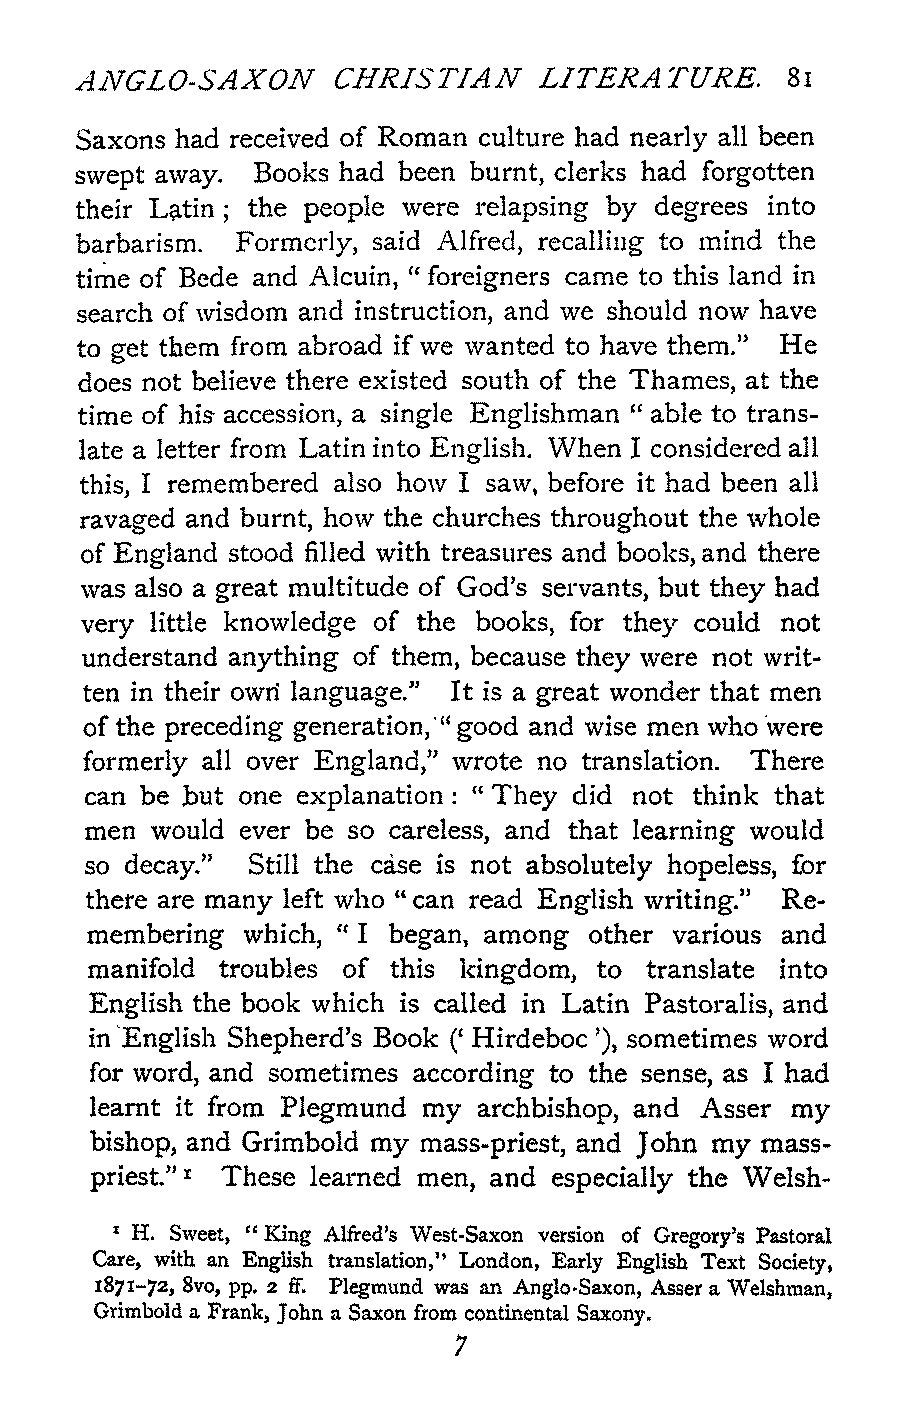 ANGLO-SAXON CHRISTIAN LITERATURE. 81
Saxons had received of Roman culture had nearly all been
swept away. Books had been burnt, clerks had forgotten
their Latin ; the people were relapsing by degrees into
barbarism. Formerly, said Alfred, recalling to mind the
time of Bede and Alcuin, “ foreigners came to this land in
search of wisdom and instruction, and we should now have
to get them from abroad if we wanted to have them.” He
does not believe there existed south of the Thames, at the
time of his accession, a single Englishman “ able to trans-
late a letter from Latin into English. When I considered all
this, I remembered also how I saw, before it had been all
ravaged and burnt, how the churches throughout the whole
of England stood filled with treasures and books, and there
was also a great multitude of God’s servants, but they had
very little knowledge of the books, for they could not
understand anything of them, because they were not writ-
ten in their own language.” It is a great wonder that men
of the preceding generation, “ good and wise men who were
formerly all over England,” wrote no translation. There
can be but one explanation : “ They did not think that
men would ever be so careless, and that learning would
so decay.” Still the case is not absolutely hopeless, for
there are many left who “ can read English writing.” Re-
membering which, “ I began, among other various and
manifold troubles of this kingdom, to translate into
English the book which is called in Latin Pastoralis, and
in English Shepherd’s Book (‘ Hirdeboc ’), sometimes word
for word, and sometimes according to the sense, as I had
learnt it from Plegmund my archbishop, and Asser my
bishop, and Grimbold my mass-priest, and John my mass-
priest.” ¹ These learned men, and especially the Welsh-
¹ H. Sweet, “ King Alfred’s West-Saxon version of Gregory’s Pastoral
Care, with an English translation,” London, Early English Text Society,
1871–72, 8vo, pp. 2 ff. Plegmund was an Anglo-Saxon, Asser a Welshman,
Grimbold a Frank, John a Saxon from continental Saxony.
7